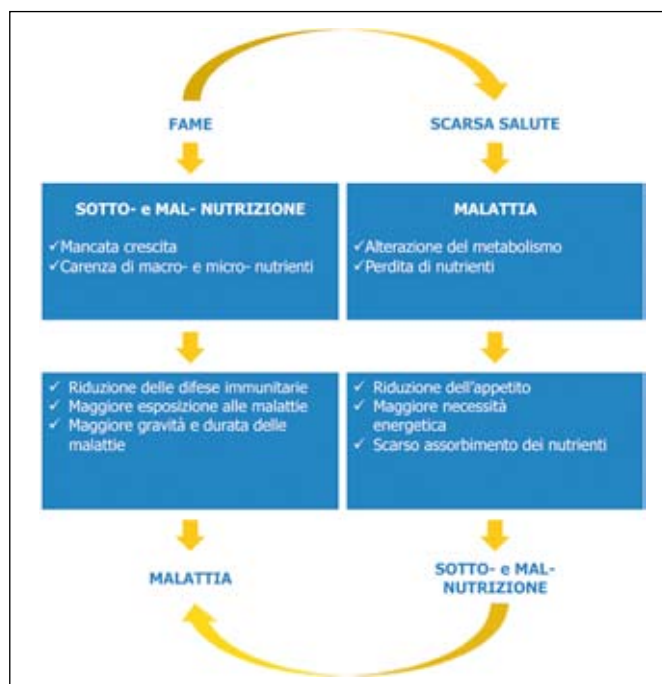 FAME
SCARSA SALUTE
SOTTO- e MAL- NUTRIZIONE
✓Mancata crescita
✓Carenza di macro- e micro- nutrienti
MALATTIA
✓Alterazione del metabolismo
✓Perdita di nutrienti
✓ Riduzione delle difese immunitarie
✓ Maggiore esposizione alle malattie
✓ Maggiore gravità e durata delle
malattie
✓ Riduzione dell'appetito
✓ Maggiore necessità
energetica
✓ Scarso assorbimento dei nutrienti
MALATTIA
SOTTO- e MAL-
NUTRIZIONE